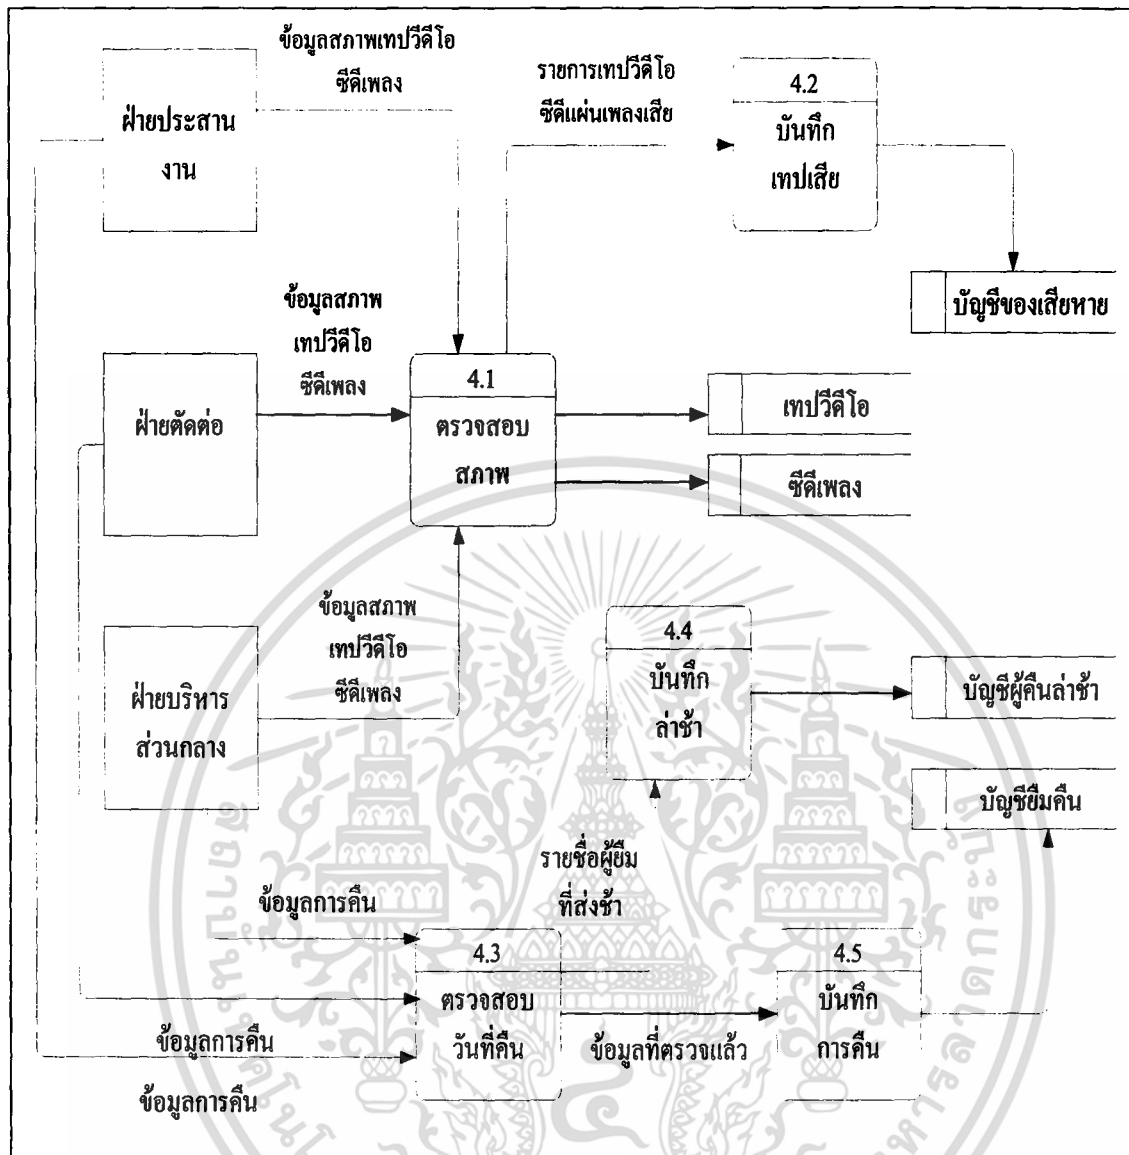 ข้อมูลสภาพเทปวีดีโอ
ซีดีเพลง
รายการเทปวีดีโอ
ซีดีแผ่นเพลงเสีย
4.2
บันทึก
เทปเสีย
ฝ่ายประสาน
งาน
บัญชีของเสียหาย
ข้อมูลสภาพ
เทปวีดีโอ
ซีดีเพลง
ฝ่ายตัดต่อ
4.1
ตรวจสอบ
สภาพ
เทปวีดีโอ
ซีดีเพลง
ข้อมูลสภาพ
เทปวีดีโอ
ซีดีเพลง
ฝ่ายบริหาร
ส่วนกลาง
4.4
บันทึก
ล่าช้า
บัญชีผู้คืนล่าช้า
บัญชียืมคืน
รายชื่อผู้ยืม
ที่ส่งช้า
ข้อมูลการคืน
4.3
ตรวจสอบ
วันที่คืน
4.5
บันทึก
การคืน
ข้อมูลการคืน
ข้อมูลที่ตรวจแล้ว
ข้อมูลการคืน